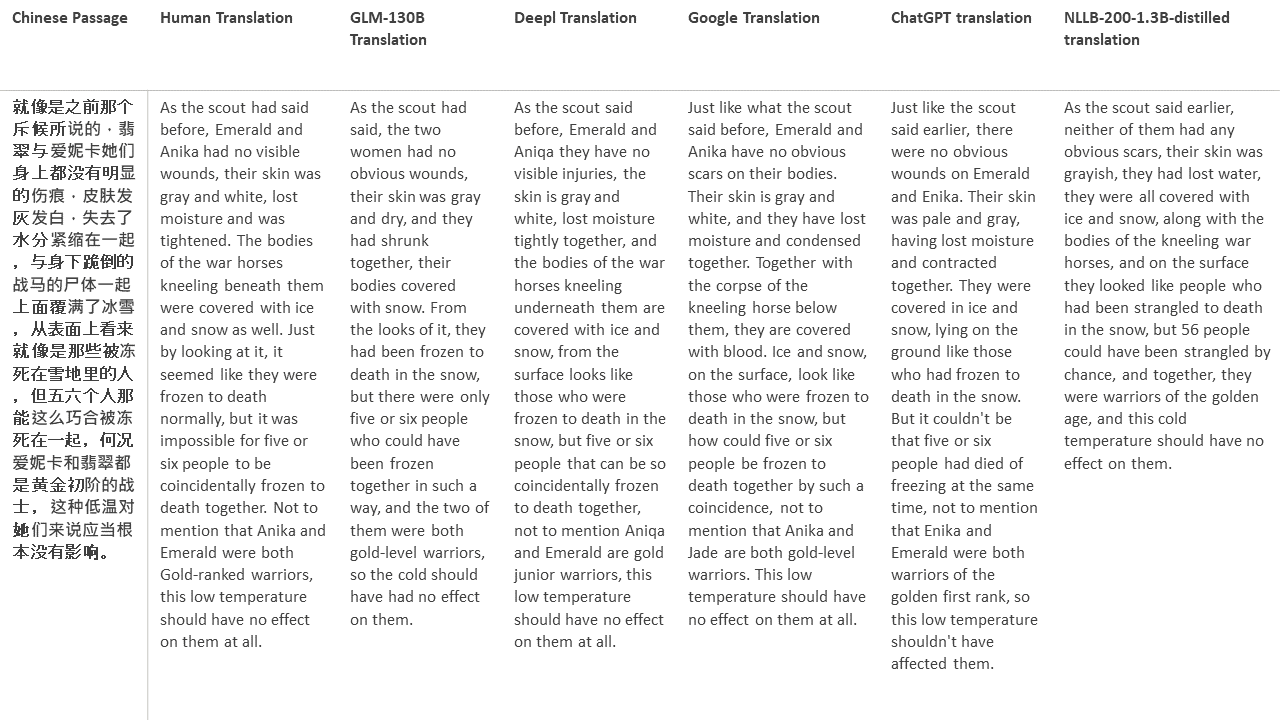 Chinese Passage
Human Translation
GLM-130B
Translation
Deepl Translation
Google Translation
ChatGPT translation
NLLB-200-1.3B-distilled
translation
就像是之前那个
斥候所说的·翡
翠与爱妮卡她们
身上都没有明显
的伤痕·皮肤发
灰发白·失去了
水分紧缩在一起
，与身下跪倒的
战马的尸体一起
上面覆满了冰雪
，从表面上看来
就像是那些被冻
死在雪地里的人
，但五六个人那
能这么巧合被冻
死在一起，何况
爱妮卡和翡翠都
是黄金初阶的战
士，这种低温对
她们来说应当根
本没有影响。
As the scout had said
before, Emerald and
Anika had no visible
wounds, their skin was
gray and white, lost
moisture and was
tightened. The bodies
of the war horses
kneeling beneath them
were covered with ice
and snow as well. Just
by looking at it, it
seemed like they were
frozen to death
normally, but it was
impossible for five or
six people to be
coincidentally frozen to
death together. Not to
mention that Anika and
Emerald were both
Gold-ranked warriors,
this low temperature
should have no effect
on them at all.
As the scout had
said, the two
women had no
obvious wounds,
their skin was gray
and dry, and they
had shrunk
together, their
bodies covered
with snow. From
the looks of it, they
had been frozen to
death in the snow,
but there were only
five or six people
who could have
been frozen
together in such a
way, and the two of
them were both
gold-level warriors,
so the cold should
have had no effect
on them.
As the scout said
before, Emerald and
Aniqa they have no
visible injuries, the
skin is gray and
white, lost moisture
tightly together, and
the bodies of the war
horses kneeling
underneath them are
covered with ice and
snow, from the
surface looks like
those who were
frozen to death in the
snow, but five or six
people that can be so
coincidentally frozen
to death together,
not to mention Aniqa
and Emerald are gold
junior warriors, this
low temperature
should have no effect
on them at all.
Just like what the scout
said before, Emerald and
Anika have no obvious
scars on their bodies.
Their skin is gray and
white, and they have lost
moisture and condensed
together. Together with
the corpse of the
kneeling horse below
them, they are covered
with blood. Ice and snow,
on the surface, look like
those who were frozen to
death in the snow, but
how could five or six
people be frozen to
death together by such a
coincidence, not to
mention that Anika and
Jade are both gold-level
warriors. This low
temperature should have
no effect on them at all.
Just like the scout
said earlier, there
were no obvious
wounds on Emerald
and Enika. Their skin
was pale and gray,
having lost moisture
and contracted
together. They were
covered in ice and
snow, lying on the
ground like those
who had frozen to
death in the snow.
But it couldn't be
that five or six
people had died of
freezing at the same
time, not to mention
that Enika and
Emerald were both
warriors of the
golden first rank, so
this low temperature
shouldn't have
affected them.
As the scout said earlier,
neither of them had any
obvious scars, their skin was
grayish, they had lost water,
they were all covered with
ice and snow, along with the
bodies of the kneeling war
horses, and on the surface
they looked like people who
had been strangled to death
in the snow, but 56 people
could have been strangled by
chance, and together, they
were warriors of the golden
age, and this cold
temperature should have no
effect on them.